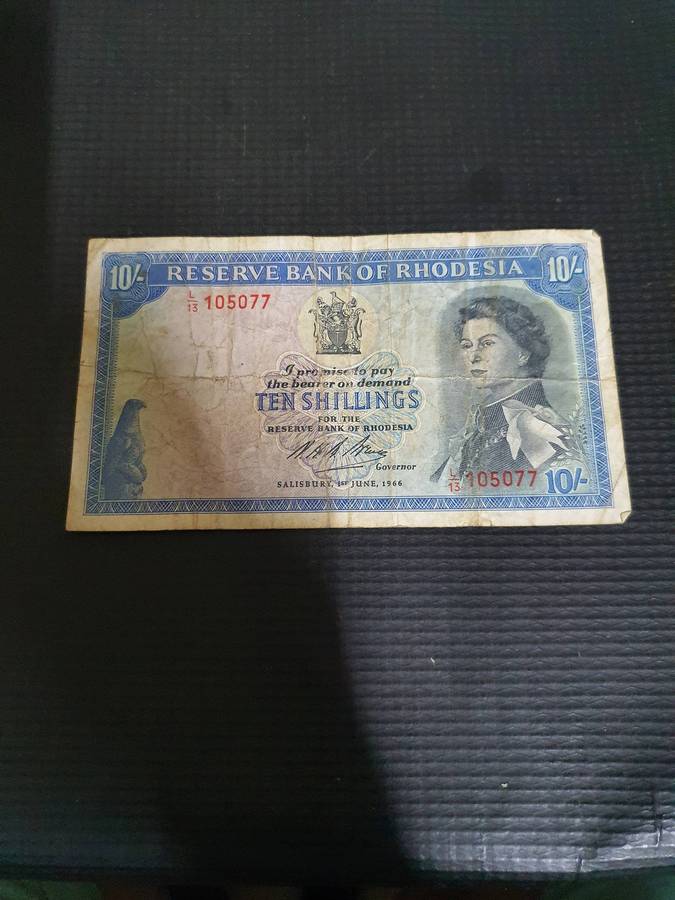 10/- RESERVE BANK OF RHODESIA 10/-
L/13 105077
I promise to pay
the bearer on demand
TEN SHILLINGS
FOR THE
RESERVE BANK OF RHODESIA
Governor
SALISBURY, 1ST JUNE, 1966
L/13 105077 10/-